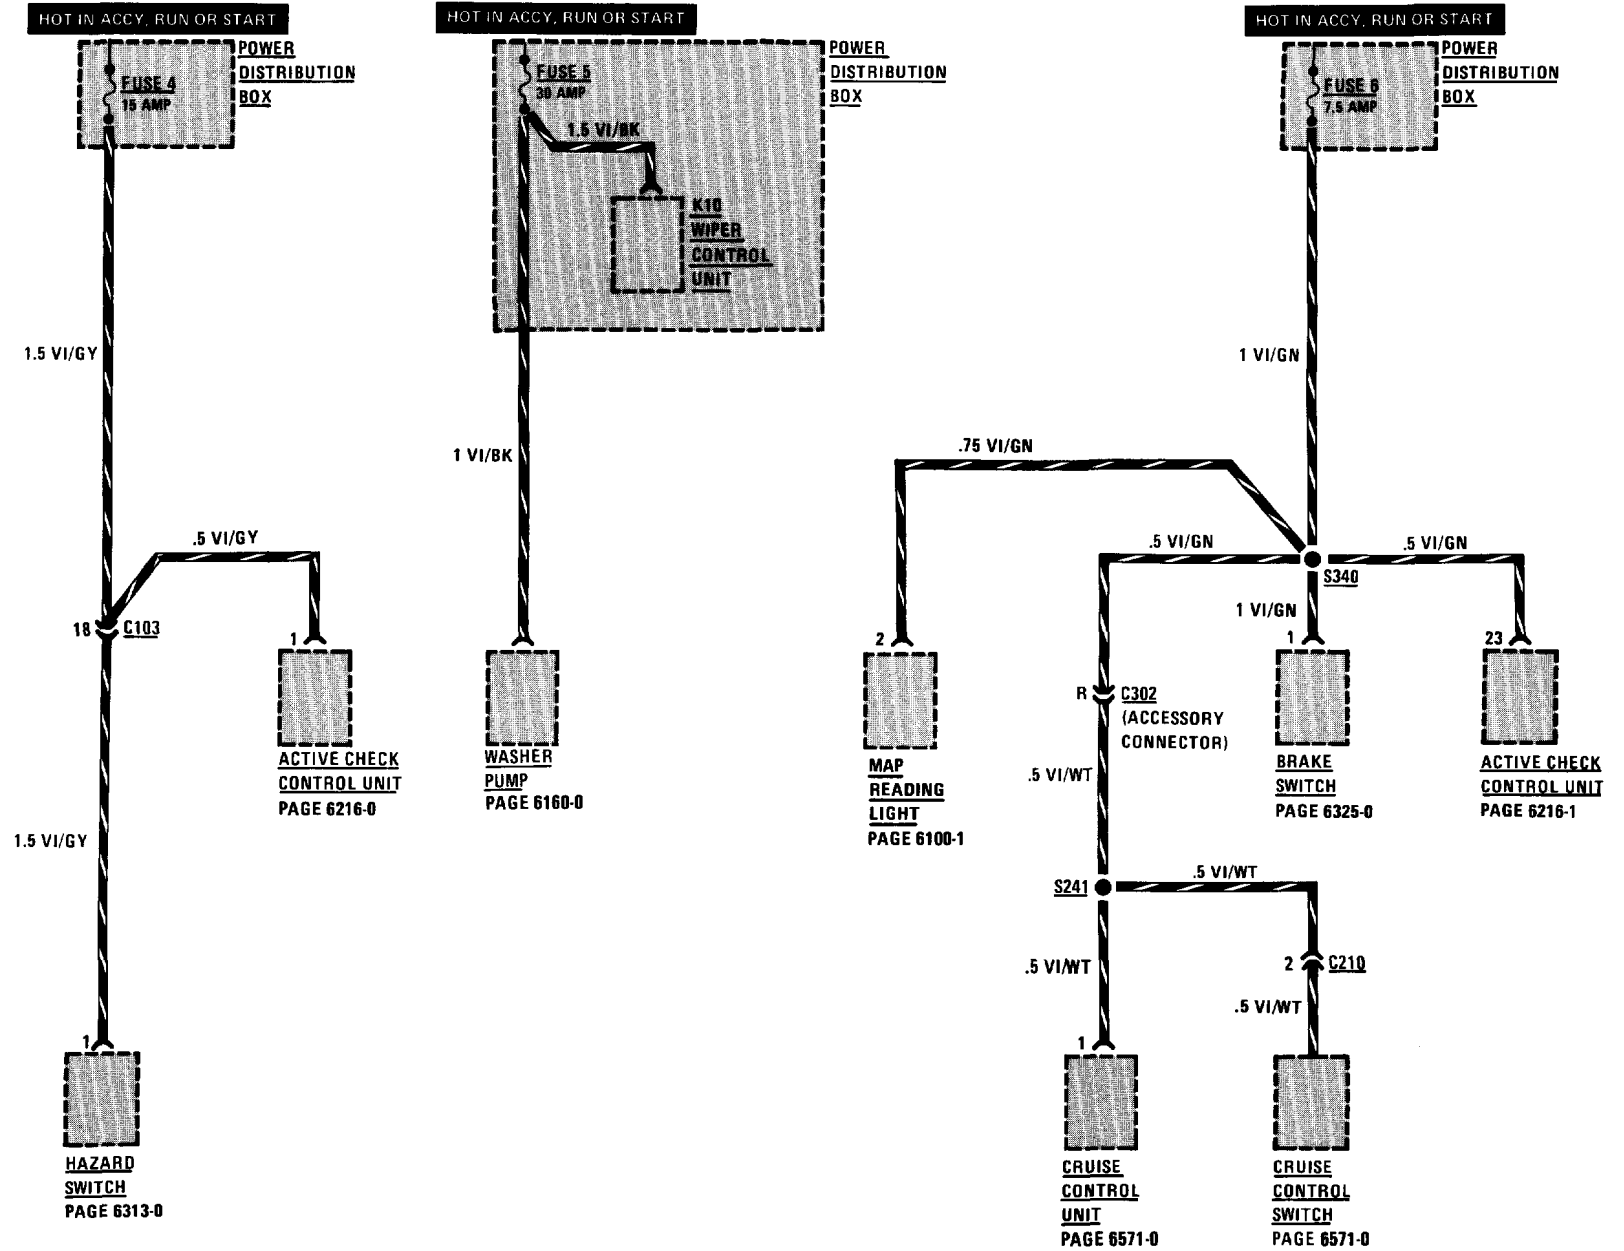 HOT IN ACCY, RUN OR START
POWER
DISTRIBUTION
BOX
FUSE 4
15 AMP
1.5 VI/GY
.5 VI/GY
18
C103
1
ACTIVE CHECK
CONTROL UNIT
PAGE 6216-0
1.5 VI/GY
1
HAZARD
SWITCH
PAGE 6313-0
HOT IN ACCY, RUN OR START
POWER
DISTRIBUTION
BOX
FUSE 5
30 AMP
1.5 VI/BK
K10
WIPER
CONTROL
UNIT
1 VI/BK
WASHER
PUMP
PAGE 6160-0
HOT IN ACCY, RUN OR START
POWER
DISTRIBUTION
BOX
FUSE 6
7.5 AMP
1 VI/GN
.75 VI/GN
.5 VI/GN
.5 VI/GN
S340
1 VI/GN
2
1
23
MAP
READING
LIGHT
PAGE 6100-1
R
C302
(ACCESSORY
CONNECTOR)
BRAKE
SWITCH
PAGE 6325-0
ACTIVE CHECK
CONTROL UNIT
PAGE 6216-1
.5 VI/WT
S241
.5 VI/WT
.5 VI/WT
2
C210
.5 VI/WT
1
CRUISE
CONTROL
UNIT
PAGE 6571-0
CRUISE
CONTROL
SWITCH
PAGE 6571-0